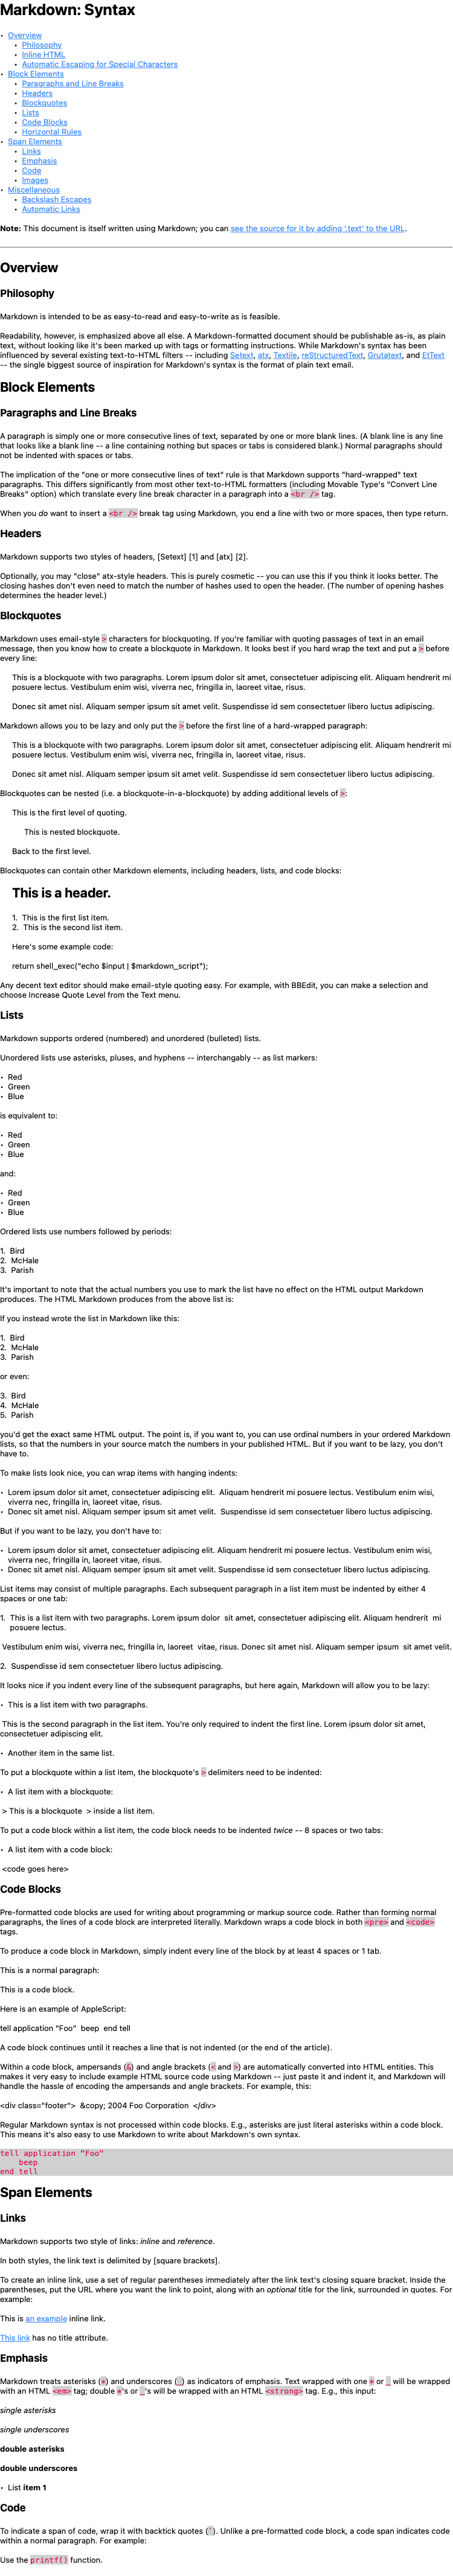 Markdown: Syntax
• Overview
• Philosophy
• Inline HTML
• Automatic Escaping for Special Characters
• Block Elements
• Paragraphs and Line Breaks
• Headers
• Blockquotes
• Lists
• Code Blocks
• Horizontal Rules
• Span Elements
• Links
• Emphasis
• Code
• Images
• Miscellaneous
• Backslash Escapes
• Automatic Links
Note: This document is itself written using Markdown; you can see the source for it by adding '.text' to the URL.
Overview
Philosophy
Markdown is intended to be as easy-to-read and easy-to-write as is feasible.
Readability, however, is emphasized above all else. A Markdown-formatted document should be publishable as-is, as plain
text, without looking like it's been marked up with tags or formatting instructions. While Markdown's syntax has been
influenced by several existing text-to-HTML filters -- including Setext, atx, Textile, reStructuredText, Grutatext, and EtText
-- the single biggest source of inspiration for Markdown's syntax is the format of plain text email.
Block Elements
Paragraphs and Line Breaks
A paragraph is simply one or more consecutive lines of text, separated by one or more blank lines. (A blank line is any line
that looks like a blank line -- a line containing nothing but spaces or tabs is considered blank.) Normal paragraphs should
not be indented with spaces or tabs.
The implication of the "one or more consecutive lines of text" rule is that Markdown supports "hard-wrapped" text
paragraphs. This differs significantly from most other text-to-HTML formatters (including Movable Type's "Convert Line
Breaks" option) which translate every line break character in a paragraph into a <br /> tag.
When you do want to insert a <br /> break tag using Markdown, you end a line with two or more spaces, then type return.
Headers
Markdown supports two styles of headers, [Setext] [1] and [atx] [2].
Optionally, you may "close" atx-style headers. This is purely cosmetic -- you can use this if you think it looks better. The
closing hashes don't even need to match the number of hashes used to open the header. (The number of opening hashes
determines the header level.)
Blockquotes
Markdown uses email-style > characters for blockquoting. If you're familiar with quoting passages of text in an email
message, then you know how to create a blockquote in Markdown. It looks best if you hard wrap the text and put a > before
every line:
This is a blockquote with two paragraphs. Lorem ipsum dolor sit amet, consectetuer adipiscing elit. Aliquam hendrerit mi
posuere lectus. Vestibulum enim wisi, viverra nec, fringilla in, laoreet vitae, risus.
Donec sit amet nisl. Aliquam semper ipsum sit amet velit. Suspendisse id sem consectetuer libero luctus adipiscing.
Markdown allows you to be lazy and only put the > before the first line of a hard-wrapped paragraph:
This is a blockquote with two paragraphs. Lorem ipsum dolor sit amet, consectetuer adipiscing elit. Aliquam hendrerit mi
posuere lectus. Vestibulum enim wisi, viverra nec, fringilla in, laoreet vitae, risus.
Donec sit amet nisl. Aliquam semper ipsum sit amet velit. Suspendisse id sem consectetuer libero luctus adipiscing.
Blockquotes can be nested (i.e. a blockquote-in-a-blockquote) by adding additional levels of >:
This is the first level of quoting.
This is nested blockquote.
Back to the first level.
Blockquotes can contain other Markdown elements, including headers, lists, and code blocks:
This is a header.
1. This is the first list item.
2. This is the second list item.
Here's some example code:
return shell_exec("echo $input | $markdown_script");
Any decent text editor should make email-style quoting easy. For example, with BBEdit, you can make a selection and
choose Increase Quote Level from the Text menu.
Lists
Markdown supports ordered (numbered) and unordered (bulleted) lists.
Unordered lists use asterisks, pluses, and hyphens -- interchangably -- as list markers:
• Red
• Green
• Blue
is equivalent to:
• Red
• Green
• Blue
and:
• Red
• Green
• Blue
Ordered lists use numbers followed by periods:
1. Bird
2. McHale
3. Parish
It's important to note that the actual numbers you use to mark the list have no effect on the HTML output Markdown
produces. The HTML Markdown produces from the above list is:
If you instead wrote the list in Markdown like this:
1. Bird
2. McHale
3. Parish
or even:
3. Bird
4. McHale
5. Parish
you'd get the exact same HTML output. The point is, if you want to, you can use ordinal numbers in your ordered Markdown
lists, so that the numbers in your source match the numbers in your published HTML. But if you want to be lazy, you don't
have to.
To make lists look nice, you can wrap items with hanging indents:
• Lorem ipsum dolor sit amet, consectetuer adipiscing elit. Aliquam hendrerit mi posuere lectus. Vestibulum enim wisi,
viverra nec, fringilla in, laoreet vitae, risus.
• Donec sit amet nisl. Aliquam semper ipsum sit amet velit. Suspendisse id sem consectetuer libero luctus adipiscing.
But if you want to be lazy, you don't have to:
• Lorem ipsum dolor sit amet, consectetuer adipiscing elit. Aliquam hendrerit mi posuere lectus. Vestibulum enim wisi,
viverra nec, fringilla in, laoreet vitae, risus.
• Donec sit amet nisl. Aliquam semper ipsum sit amet velit. Suspendisse id sem consectetuer libero luctus adipiscing.
List items may consist of multiple paragraphs. Each subsequent paragraph in a list item must be indented by either 4
spaces or one tab:
1. This is a list item with two paragraphs. Lorem ipsum dolor sit amet, consectetuer adipiscing elit. Aliquam hendrerit mi
posuere lectus.
Vestibulum enim wisi, viverra nec, fringilla in, laoreet vitae, risus. Donec sit amet nisl. Aliquam semper ipsum sit amet velit.
2. Suspendisse id sem consectetuer libero luctus adipiscing.
It looks nice if you indent every line of the subsequent paragraphs, but here again, Markdown will allow you to be lazy:
• This is a list item with two paragraphs.
This is the second paragraph in the list item. You're only required to indent the first line. Lorem ipsum dolor sit amet,
consectetuer adipiscing elit.
• Another item in the same list.
To put a blockquote within a list item, the blockquote's > delimiters need to be indented:
• A list item with a blockquote:
> This is a blockquote > inside a list item.
To put a code block within a list item, the code block needs to be indented twice -- 8 spaces or two tabs:
• A list item with a code block:
<code goes here>
Code Blocks
Pre-formatted code blocks are used for writing about programming or markup source code. Rather than forming normal
paragraphs, the lines of a code block are interpreted literally. Markdown wraps a code block in both <pre> and <code>
tags.
To produce a code block in Markdown, simply indent every line of the block by at least 4 spaces or 1 tab.
This is a normal paragraph:
This is a code block.
Here is an example of AppleScript:
tell application "Foo" beep end tell
A code block continues until it reaches a line that is not indented (or the end of the article).
Within a code block, ampersands (&) and angle brackets (< and >) are automatically converted into HTML entities. This
makes it very easy to include example HTML source code using Markdown -- just paste it and indent it, and Markdown will
handle the hassle of encoding the ampersands and angle brackets. For example, this:
<div class="footer"> &copy; 2004 Foo Corporation </div>
Regular Markdown syntax is not processed within code blocks. E.g., asterisks are just literal asterisks within a code block.
This means it's also easy to use Markdown to write about Markdown's own syntax.
tell application "Foo"
beep
end tell
Span Elements
Links
Markdown supports two style of links: inline and reference.
In both styles, the link text is delimited by [square brackets].
To create an inline link, use a set of regular parentheses immediately after the link text's closing square bracket. Inside the
parentheses, put the URL where you want the link to point, along with an optional title for the link, surrounded in quotes. For
example:
This is an example inline link.
This link has no title attribute.
Emphasis
Markdown treats asterisks (*) and underscores (_) as indicators of emphasis. Text wrapped with one * or _ will be wrapped
with an HTML <em> tag; double *'s or _'s will be wrapped with an HTML <strong> tag. E.g., this input:
single asterisks
single underscores
double asterisks
double underscores
• List item 1
Code
To indicate a span of code, wrap it with backtick quotes (`). Unlike a pre-formatted code block, a code span indicates code
within a normal paragraph. For example:
Use the printf() function.